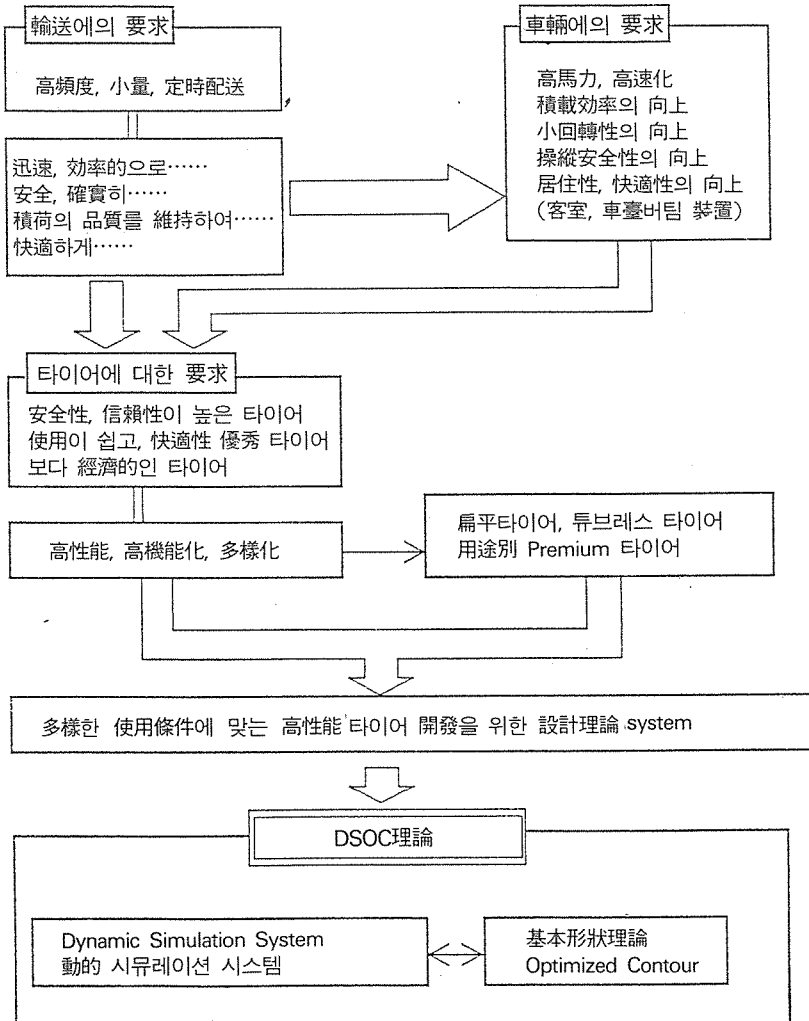 輸送에의 要求
高頻度, 小量, 定時配送
迅速, 効率的으로……
安全, 確實히……
積荷의 品質를 維持하여……
快適하게……
車輛에의 要求
高馬力, 高速化
積載効率의 向上
小回轉性의 向上
操縱安全性의 向上
居住性, 快適性의 向上
(客室, 車臺버팀 裝置)
타이어에 대한 要求
安全性, 信賴性이 높은 타이어
使用이 쉽고, 快適性 優秀 타이어
보다 經濟的인 타이어
高性能, 高機能化, 多樣化
扁平타이어, 튜브레스 타이어
用途別 Premium 타이어
多樣한 使用條件에 맞는 高性能 타이어 開發을 위한 設計理論 system
DSOC理論
Dynamic Simulation System
動的 시뮤레이션 시스템
基本形狀理論
Optimized Contour